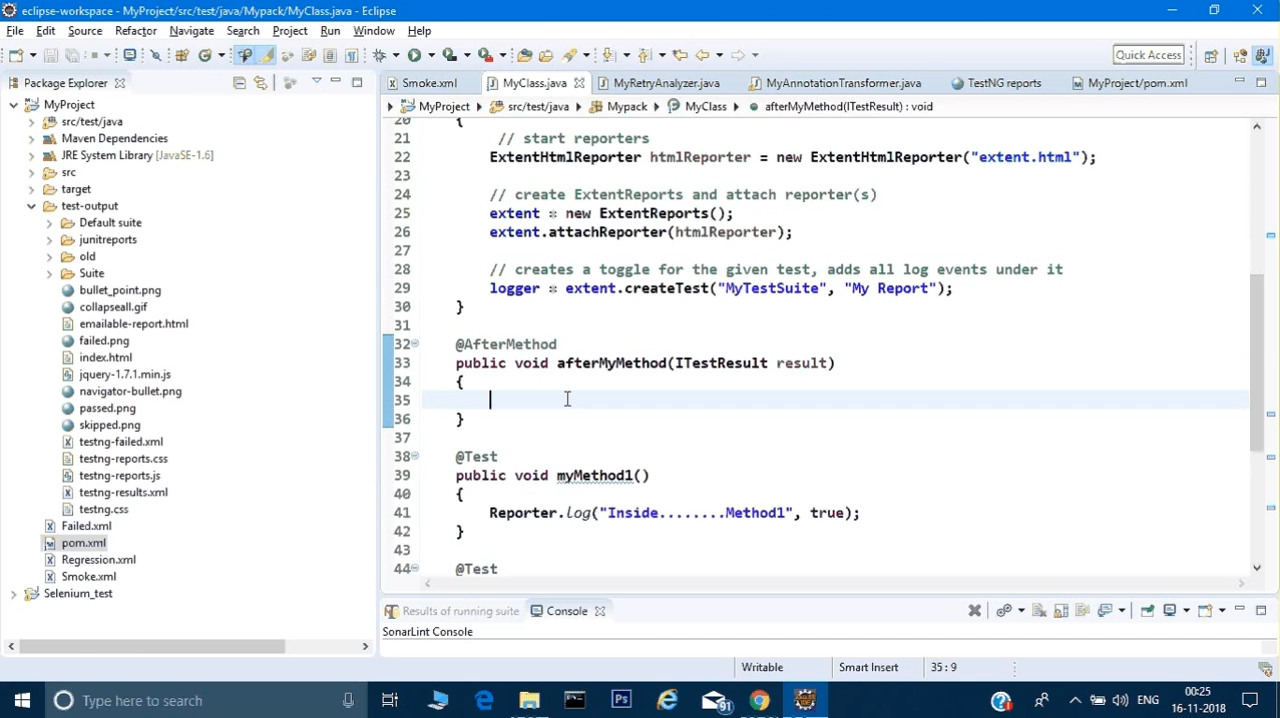 eclipse-workspace - MyProject/src/test/java/Mypack/MyClass.java - Eclipse
File Edit Source Refactor Navigate Search Project Run Window Help
Quick Access
Package Explorer
Smoke.xml MyClass.java MyRetryAnalyzer.java MyAnnotationTransformer.java TestNG reports MyProject/pom.xml
MyProject src/test/java Mypack MyClass afterMyMethod(ITestResult) : void
MyProject
src/test/java
Maven Dependencies
JRE System Library [JavaSE-1.6]
src
target
test-output
Default suite
junitreports
old
Suite
bullet_point.png
collapseall.gif
emailable-report.html
failed.png
index.html
jquery-1.7.1.min.js
navigator-bullet.png
passed.png
skipped.png
testng-failed.xml
testng-reports.css
testng-reports.js
testng-results.xml
testng.css
Failed.xml
pom.xml
Regression.xml
Smoke.xml
Selenium_test
20 {
21 // start reporters
22 ExtentHtmlReporter htmlReporter = new ExtentHtmlReporter("extent.html");
23
24 // create ExtentReports and attach reporter(s)
25 extent = new ExtentReports();
26 extent.attachReporter(htmlReporter);
27
28 // creates a toggle for the given test, adds all log events under it
29 logger = extent.createTest("MyTestSuite", "My Report");
30 }
31
32 @AfterMethod
33 public void afterMyMethod(ITestResult result)
34 {
35
36 }
37
38 @Test
39 public void myMethod1()
40 {
41 Reporter.log("Inside........Method1", true);
42 }
43
44 @Test
Results of running suite Console
SonarLint Console
Writable Smart Insert 35 : 9
Type here to search
Ps
91
ENG
00:25
16-11-2018